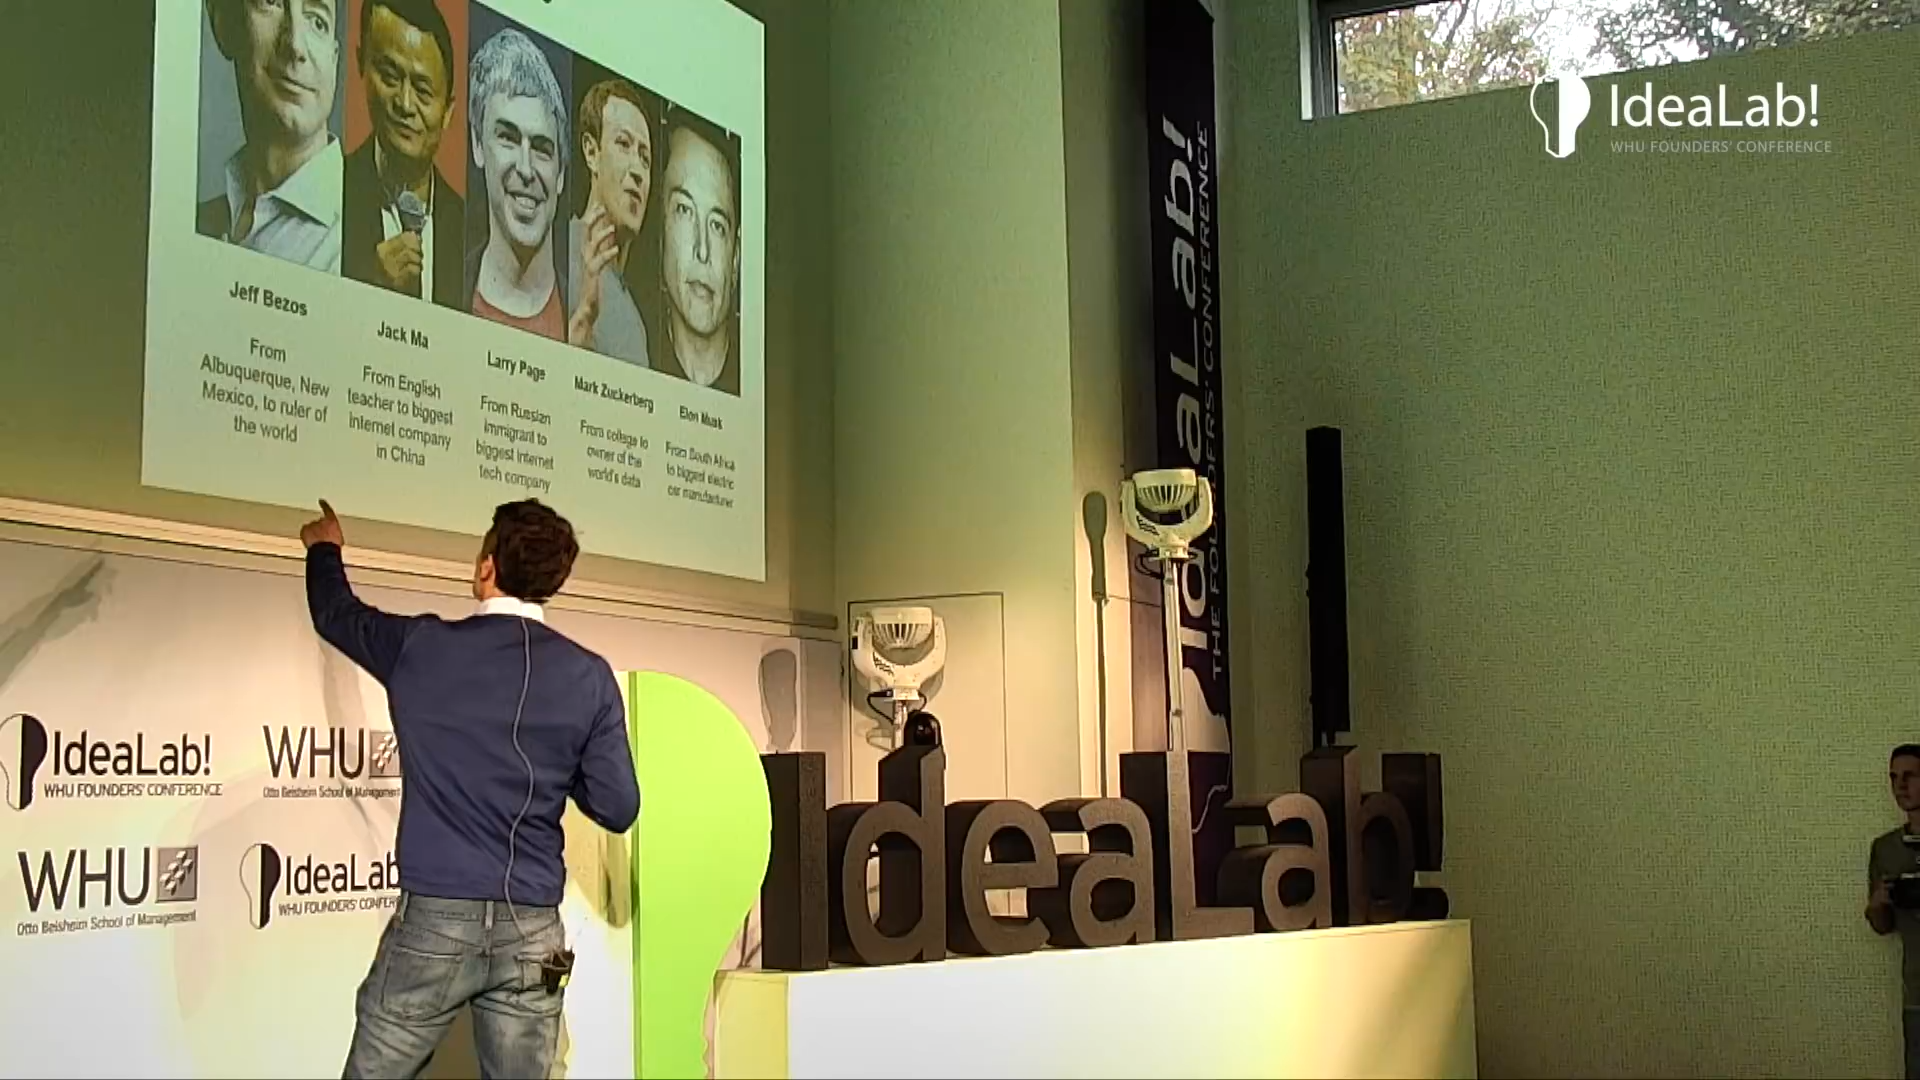 IdeaLab!
WHU FOUNDERS' CONFERENCE
Jeff Bezos
From
Albuquerque, New
Mexico, to ruler of
the world
Jack Ma
From English
teacher to biggest
internet company
in China
Larry Page
From Russian
immigrant to
biggest internet
tech company
Mark Zuckerberg
From college to
owner of the
world's data
Elon Musk
From South Africa
to biggest electric
car manufacturer
IdeaLab!
THE FOUNDERS' CONFERENCE
IdeaLab!
WHU FOUNDERS' CONFERENCE
WHU
Otto Beisheim School of Management
WHU
Otto Beisheim School of Management
IdeaLab
WHU FOUNDERS' CONFER
IdeaLab!